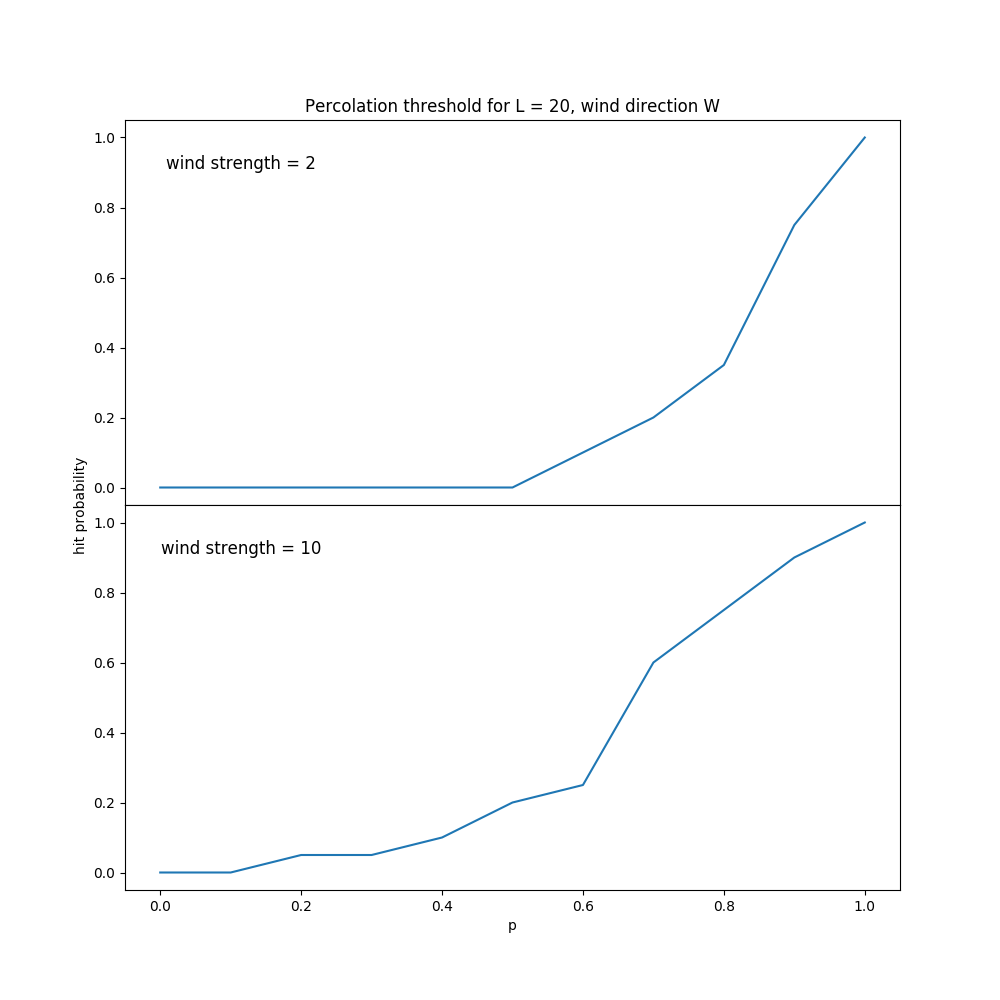 Percolation threshold for L = 20, wind direction W
1.0
wind strength = 2
0.8
0.6
0.4
0.2
0.0
hit probability
1.0
wind strength = 10
0.8
0.6
0.4
0.2
0.0
0.0 0.2 0.4 0.6 0.8 1.0
p